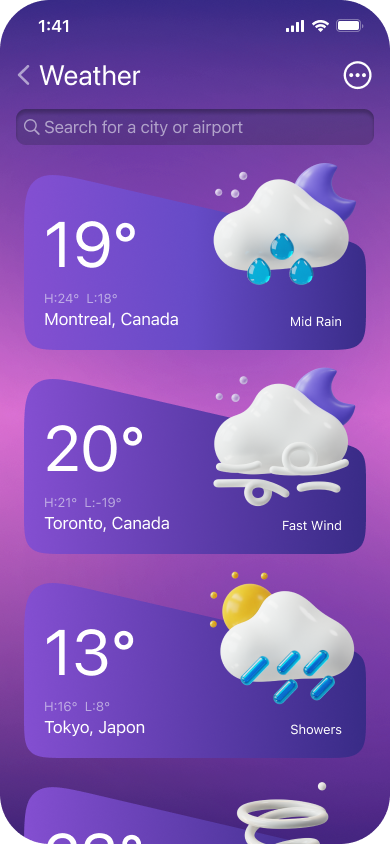 1:41
Weather
Search for a city or airport
19°
H:24° L:18°
Montreal, Canada
Mid Rain
20°
H:21° L:-19°
Toronto, Canada
Fast Wind
13°
H:16° L:8°
Tokyo, Japon
Showers